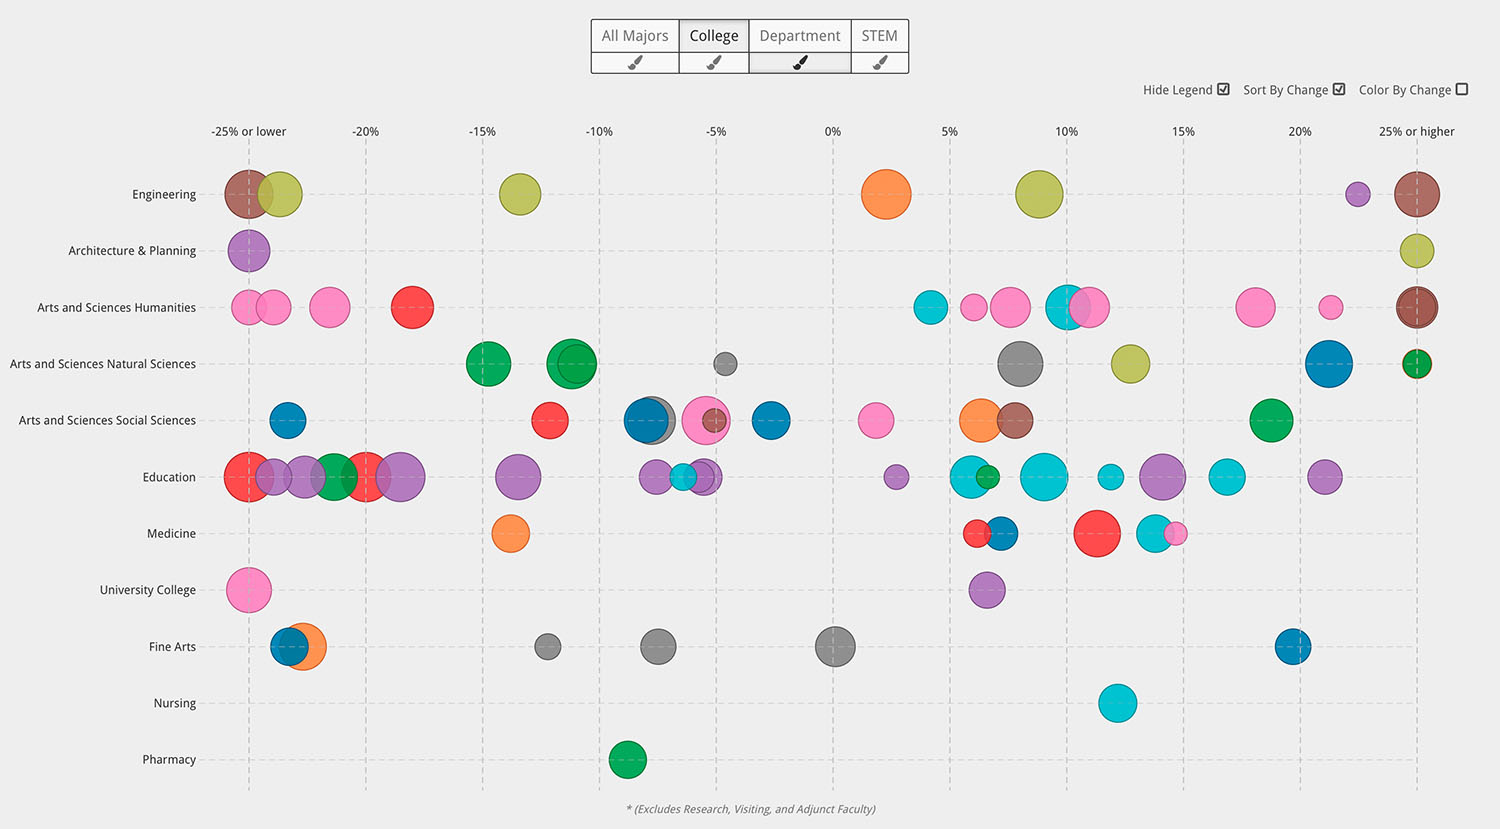 All Majors College Department STEM
Hide Legend Sort By Change Color By Change
-25% or lower -20% -15% -10% -5% 0% 5% 10% 15% 20% 25% or higher
Engineering
Architecture & Planning
Arts and Sciences Humanities
Arts and Sciences Natural Sciences
Arts and Sciences Social Sciences
Education
Medicine
University College
Fine Arts
Nursing
Pharmacy
* (Excludes Research, Visiting, and Adjunct Faculty)